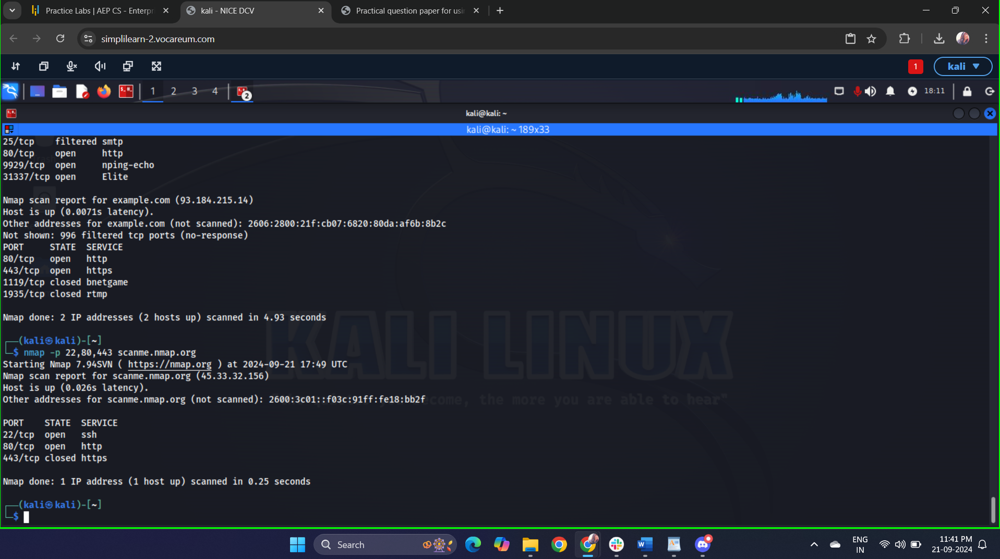 Practice Labs | AEP CS - Enterpr
kali - NICE DCV
Practical question paper for usi
simplilearn-2.vocareum.com
1
kali
1 2 3 4
2
18:11
kali@kali: ~
kali@kali: ~ 189x33
25/tcp    filtered smtp
80/tcp    open     http
9929/tcp  open     nping-echo
31337/tcp open     Elite
Nmap scan report for example.com (93.184.215.14)
Host is up (0.0071s latency).
Other addresses for example.com (not scanned): 2606:2800:21f:cb07:6820:80da:af6b:8b2c
Not shown: 996 filtered tcp ports (no-response)
PORT     STATE  SERVICE
80/tcp   open   http
443/tcp  open   https
1119/tcp closed bnetgame
1935/tcp closed rtmp
Nmap done: 2 IP addresses (2 hosts up) scanned in 4.93 seconds
KALI LINUX
┌──(kali㉿kali)-[~]
└─$ nmap -p 22,80,443 scanme.nmap.org
Starting Nmap 7.94SVN ( https://nmap.org ) at 2024-09-21 17:49 UTC
Nmap scan report for scanme.nmap.org (45.33.32.156)
Host is up (0.026s latency).
Other addresses for scanme.nmap.org (not scanned): 2600:3c01::f03c:91ff:fe18:bb2f
become, the more you are able to hear"
PORT    STATE  SERVICE
22/tcp  open   ssh
80/tcp  open   http
443/tcp closed https
Nmap done: 1 IP address (1 host up) scanned in 0.25 seconds
┌──(kali㉿kali)-[~]
└─$
Search
ENG
IN
11:41 PM
21-09-2024